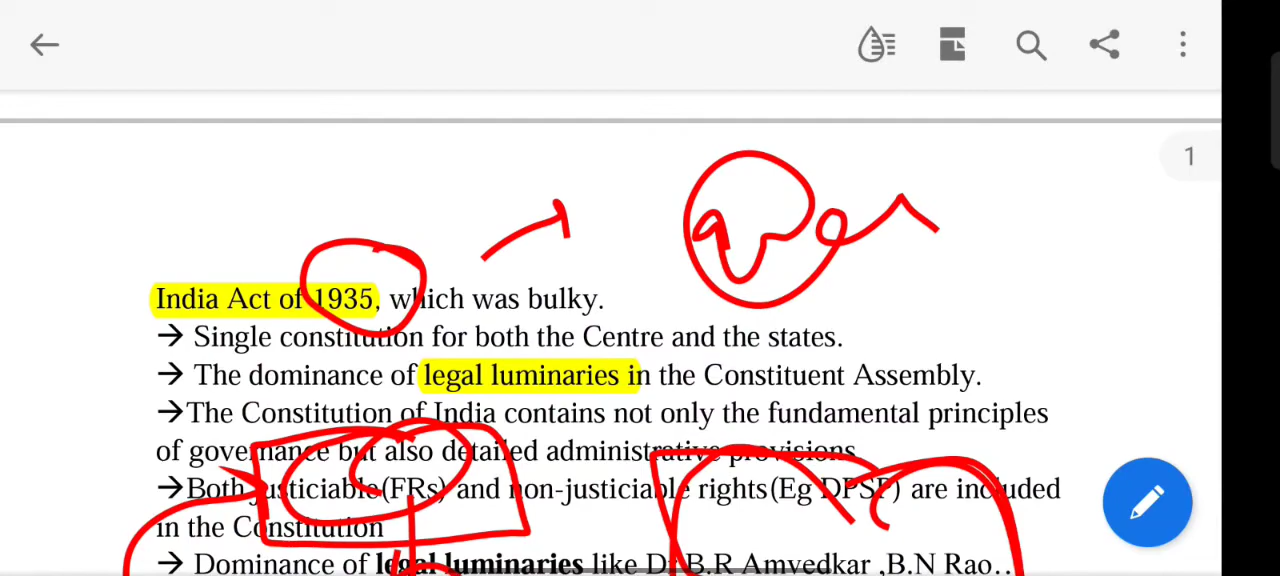 1
India Act of 1935, which was bulky.
→ Single constitution for both the Centre and the states.
→ The dominance of legal luminaries in the Constituent Assembly.
→The Constitution of India contains not only the fundamental principles
of governance but also detailed administrative provisions
→Both justiciable(FRs) and non-justiciable rights(Eg DPSP) are included
in the Constitution
→ Dominance of legal luminaries like Dr B.R Amvedkar ,B.N Rao..